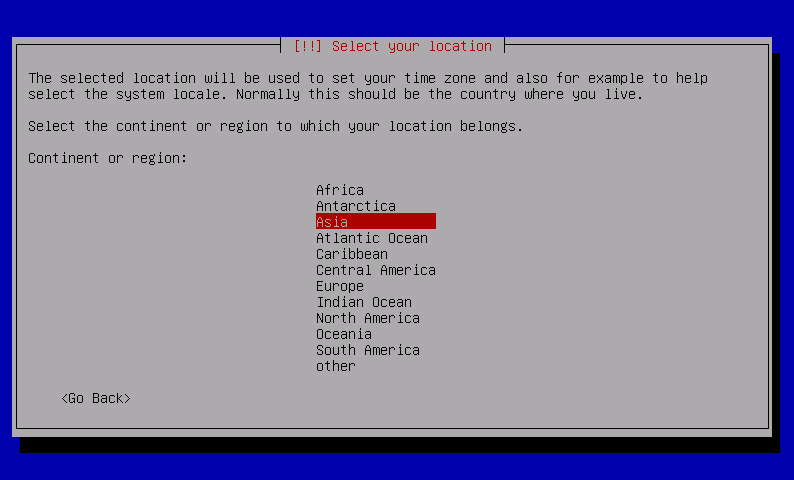 [!!] Select your location
The selected location will be used to set your time zone and also for example to help
select the system locale. Normally this should be the country where you live.
Select the continent or region to which your location belongs.
Continent or region:
Africa
Antarctica
Asia
Atlantic Ocean
Caribbean
Central America
Europe
Indian Ocean
North America
Oceania
South America
other
<Go Back>